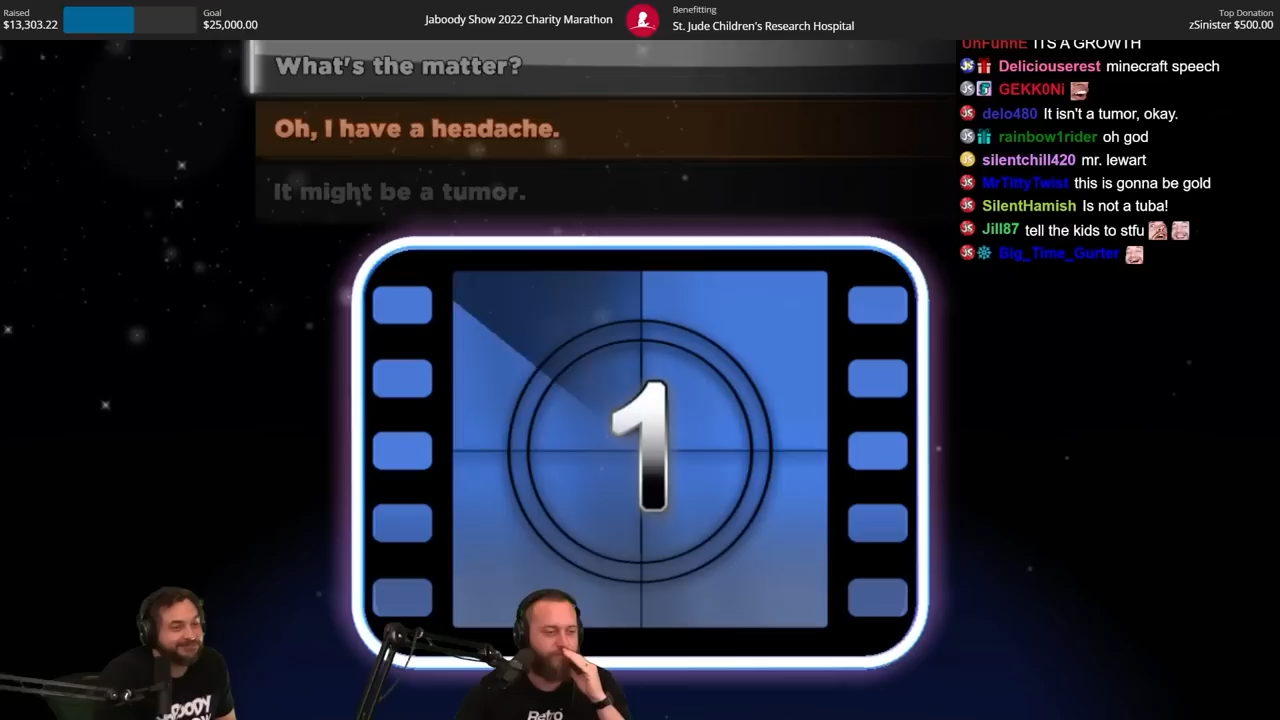 Raised
$13,303.22
Goal
$25,000.00
Jaboody Show 2022 Charity Marathon
Benefitting
St. Jude Children's Research Hospital
Top Donation
zSinister $500.00
What's the matter?
Oh, I have a headache.
It might be a tumor.
UnFunnE ITS A GROWTH
Deliciouserest minecraft speech
GEKK0Ni
delo480 It isn't a tumor, okay.
rainbow1rider oh god
silentchill420 mr. lewart
MrTittyTwist this is gonna be gold
SilentHamish Is not a tuba!
Jill87 tell the kids to stfu
Big_Time_Gurter
1
Retro